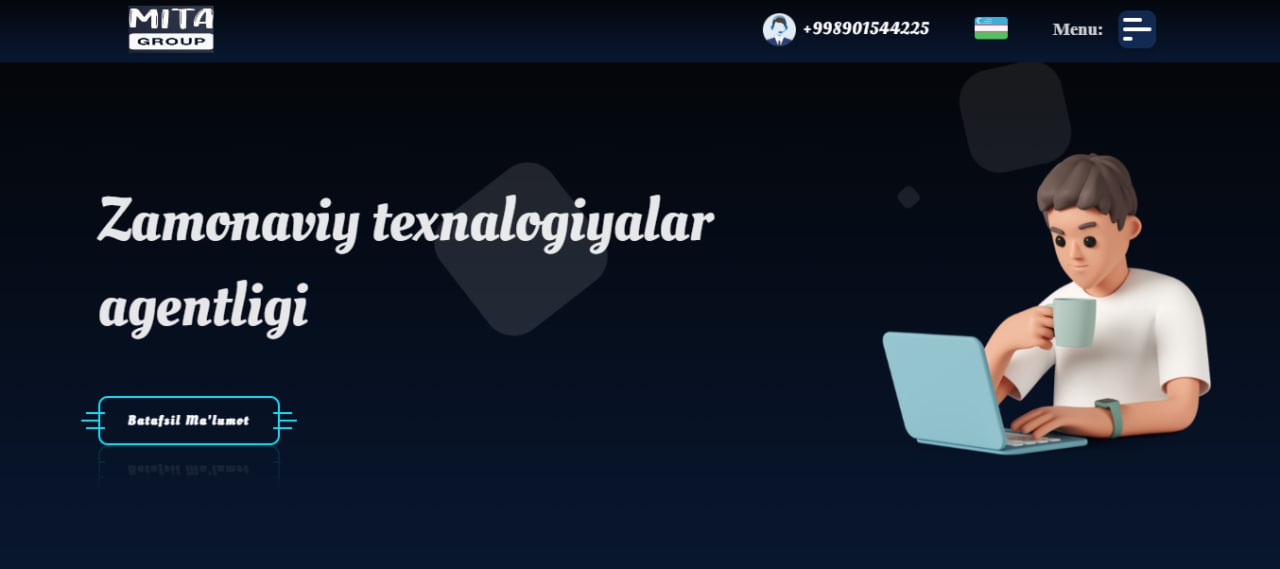 MITA
GROUP
+998901544225
Menu:
Zamonaviy texnalogiyalar
agentligi
Batafsil Ma'lumot